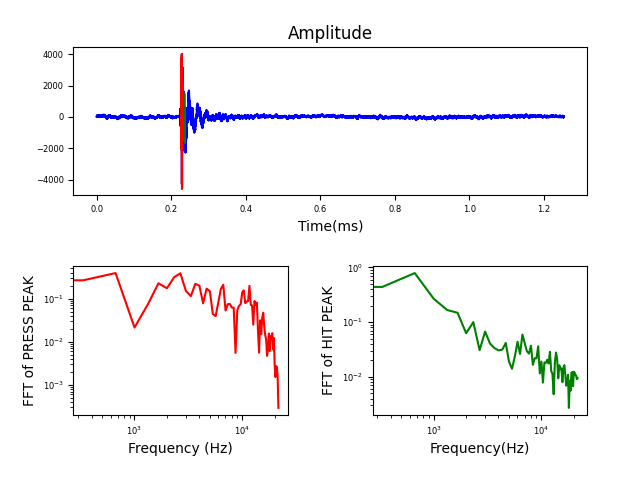 Amplitude
4000
2000
0
−2000
−4000
0.0 0.2 0.4 0.6 0.8 1.0 1.2
Time(ms)
FFT of PRESS PEAK
10⁻¹
10⁻²
10⁻³
10³ 10⁴
Frequency (Hz)
FFT of HIT PEAK
10⁰
10⁻¹
10⁻²
10³ 10⁴
Frequency(Hz)